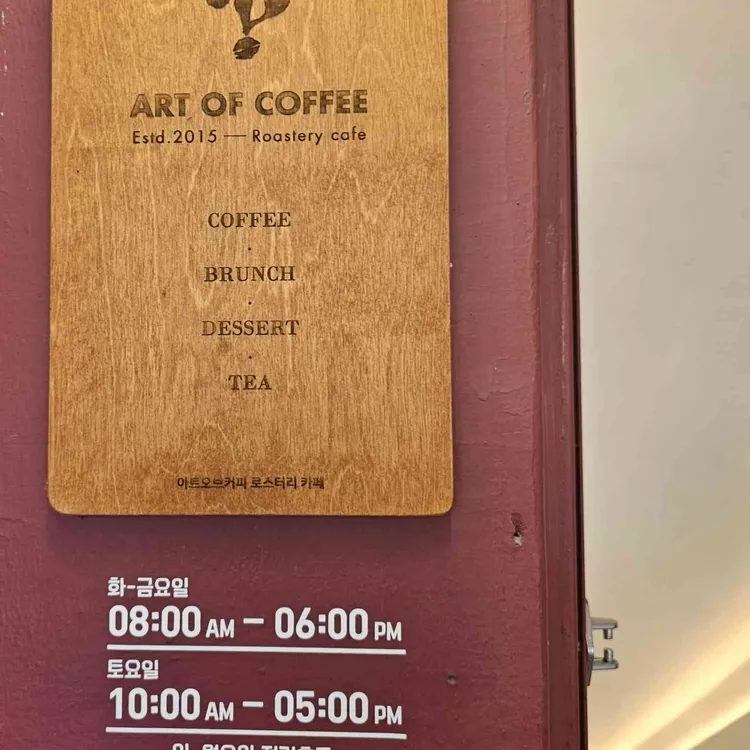 ART OF COFFEE
Estd.2015 — Roastery cafe
COFFEE
·
BRUNCH
·
DESSERT
·
TEA
아트오브커피 로스터리 카페
화-금요일
08:00 AM – 06:00 PM
토요일
10:00 AM – 05:00 PM